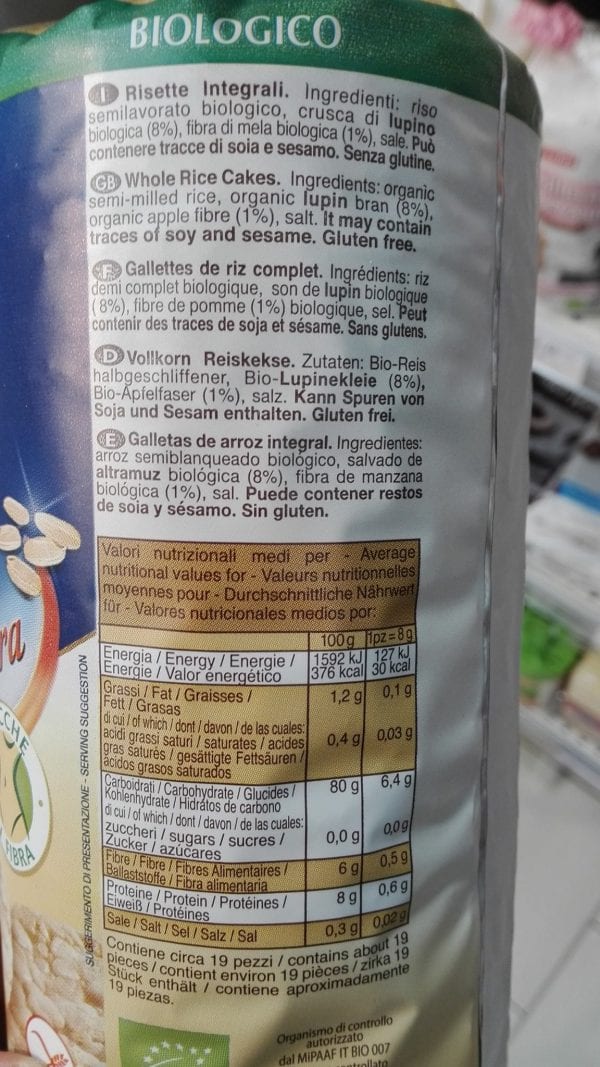 BIOLOGICO
I Risette Integrali. Ingredienti: riso
semilavorato biologico, crusca di lupino
biologica (8%), fibra di mela biologica (1%), sale. Può
contenere tracce di soia e sesamo. Senza glutine.
GB Whole Rice Cakes. Ingredients: organic
semi-milled rice, organic lupin bran (8%),
organic apple fibre (1%), salt. It may contain
traces of soy and sesame. Gluten free.
F Gallettes de riz complet. Ingrédients: riz
demi complet biologique, son de lupin biologique
(8%), fibre de pomme (1%) biologique, sel. Peut
contenir des traces de soja et sésame. Sans glutens.
D Vollkorn Reiskekse. Zutaten: Bio-Reis
halbgeschliffener, Bio-Lupinekleie (8%),
Bio-Apfelfaser (1%), salz. Kann Spuren von
Soja und Sesam enthalten. Gluten frei.
E Galletas de arroz integral. Ingredientes:
arroz semiblanqueado biológico, salvado de
altramuz biológica (8%), fibra de manzana
biológica (1%), sal. Puede contener restos
de soia y sésamo. Sin gluten.
Valori nutrizionali medi per - Average
nutritional values for - Valeurs nutritionnelles
moyennes pour - Durchschnittliche Nährwert
für - Valores nutricionales medios por:
100g 1pz=8g
Energia / Energy / Energie / 1592 kJ 127 kJ
Energie / Valor energético 376 kcal 30 kcal
Grassi / Fat / Graisses / 1,2 g 0,1 g
Fett / Grasas
di cui / of which / dont / davon / de las cuales:
acidi grassi saturi / saturates / acides 0,4 g 0,03 g
gras saturés / gesättigte Fettsäuren /
ácidos grasos saturados
Carboidrati / Carbohydrate / Glucides / 80 g 6,4 g
Kohlenhydrate / Hidratos de carbono
di cui / of which / dont / davon / de las cuales:
zuccheri / sugars / sucres / 0,0 g 0,0 g
Zucker / azúcares
Fibre / Fibre / Fibres Alimentaires / 6 g 0,5 g
Ballaststoffe / Fibra alimentaria
Proteine / Protein / Protéines / 8 g 0,6 g
Eiweiß / Protéines
Sale / Salt / Sel / Salz / Sal 0,3 g 0,02 g
Contiene circa 19 pezzi / contains about 19
pieces / contient environ 19 pièces / zirka 19
Stück enthält / contiene aproximadamente
19 piezas.
SUGGERIMENTO DI PRESENTAZIONE - SERVING SUGGESTION
ra
CCHE
FIBRA
Organismo di controllo
autorizzato
dal MiPAAF IT BIO 007